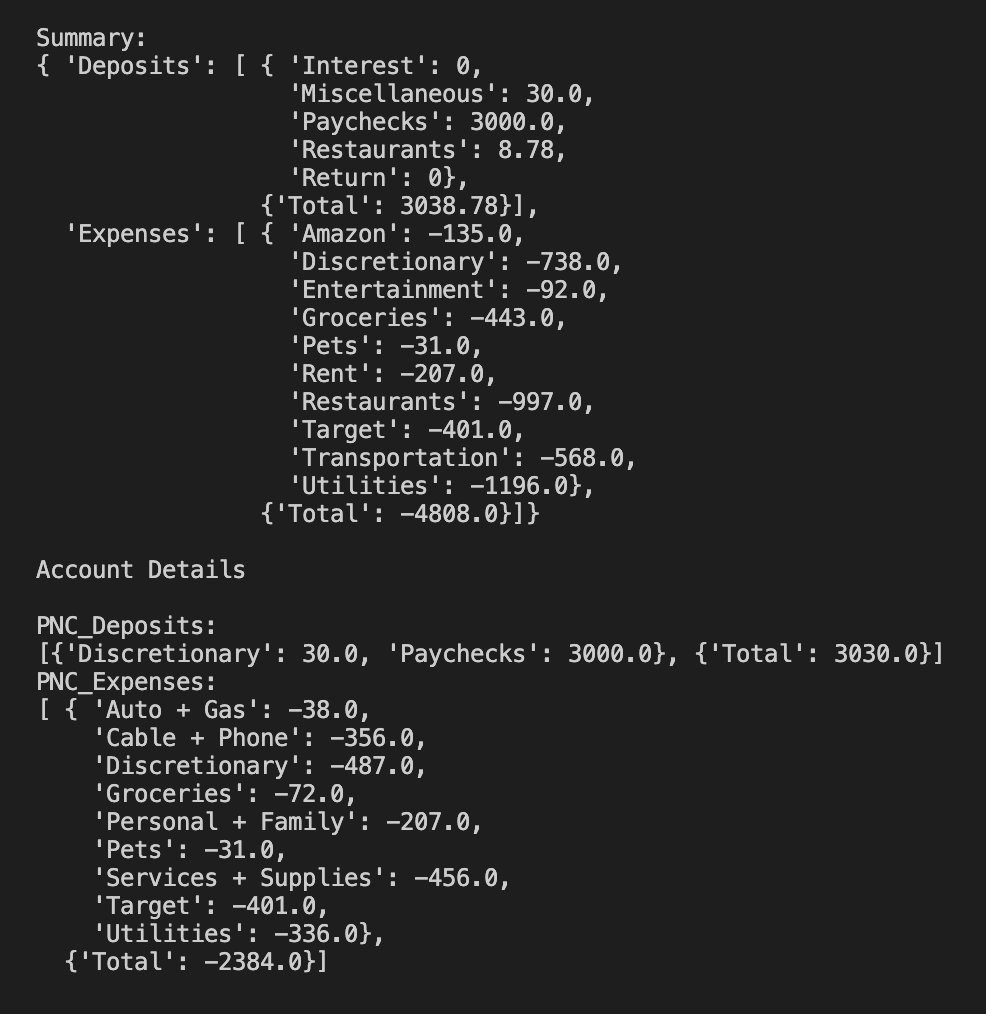 Summary:
{ 'Deposits': [ { 'Interest': 0,
'Miscellaneous': 30.0,
'Paychecks': 3000.0,
'Restaurants': 8.78,
'Return': 0},
{'Total': 3038.78}],
'Expenses': [ { 'Amazon': -135.0,
'Discretionary': -738.0,
'Entertainment': -92.0,
'Groceries': -443.0,
'Pets': -31.0,
'Rent': -207.0,
'Restaurants': -997.0,
'Target': -401.0,
'Transportation': -568.0,
'Utilities': -1196.0},
{'Total': -4808.0}]}
Account Details
PNC_Deposits:
[{'Discretionary': 30.0, 'Paychecks': 3000.0}, {'Total': 3030.0}]
PNC_Expenses:
[ { 'Auto + Gas': -38.0,
'Cable + Phone': -356.0,
'Discretionary': -487.0,
'Groceries': -72.0,
'Personal + Family': -207.0,
'Pets': -31.0,
'Services + Supplies': -456.0,
'Target': -401.0,
'Utilities': -336.0},
{'Total': -2384.0}]